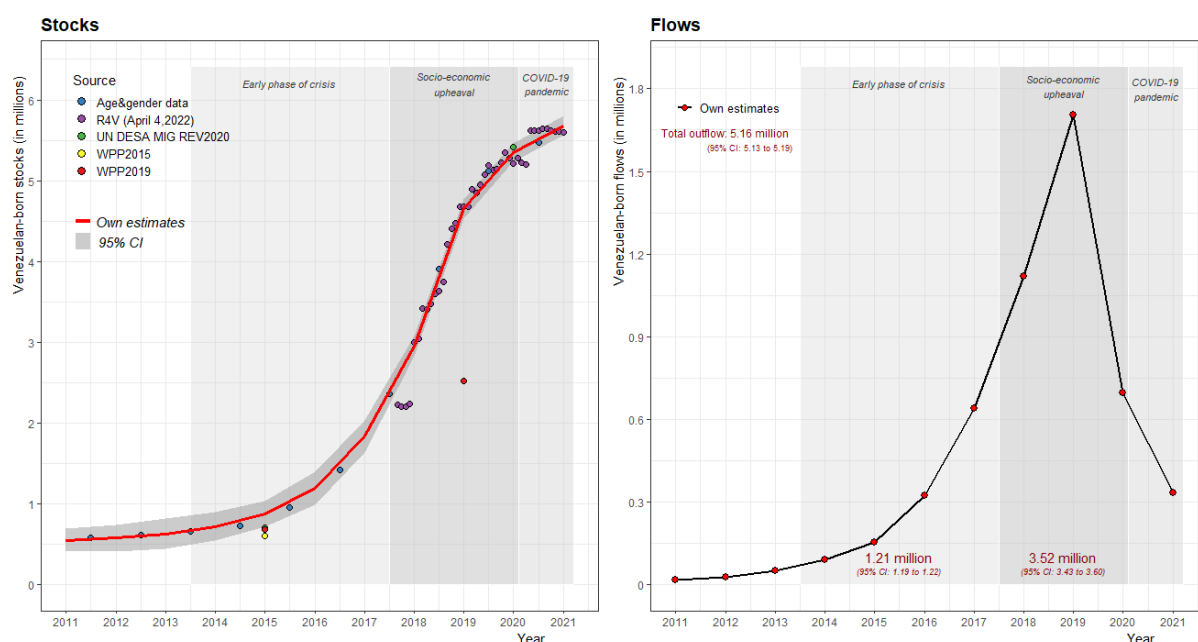 Stocks
Venezuelan-born stocks (in millions)
6
5
4
3
2
1
0
Source
Age&gender data
R4V (April 4,2022)
UN DESA MIG REV2020
WPP2015
WPP2019
Own estimates
95% CI
Early phase of crisis
Socio-economic
upheaval
COVID-19
pandemic
2011 2012 2013 2014 2015 2016 2017 2018 2019 2020 2021
Year
Flows
Venezuelan-born flows (in millions)
1.8
1.5
1.2
0.9
0.6
0.3
0
Own estimates
Total outflow: 5.16 million
(95% CI: 5.13 to 5.19)
Early phase of crisis
Socio-economic
upheaval
COVID-19
pandemic
1.21 million
(95% CI: 1.19 to 1.22)
3.52 million
(95% CI: 3.43 to 3.60)
2011 2012 2013 2014 2015 2016 2017 2018 2019 2020 2021
Year